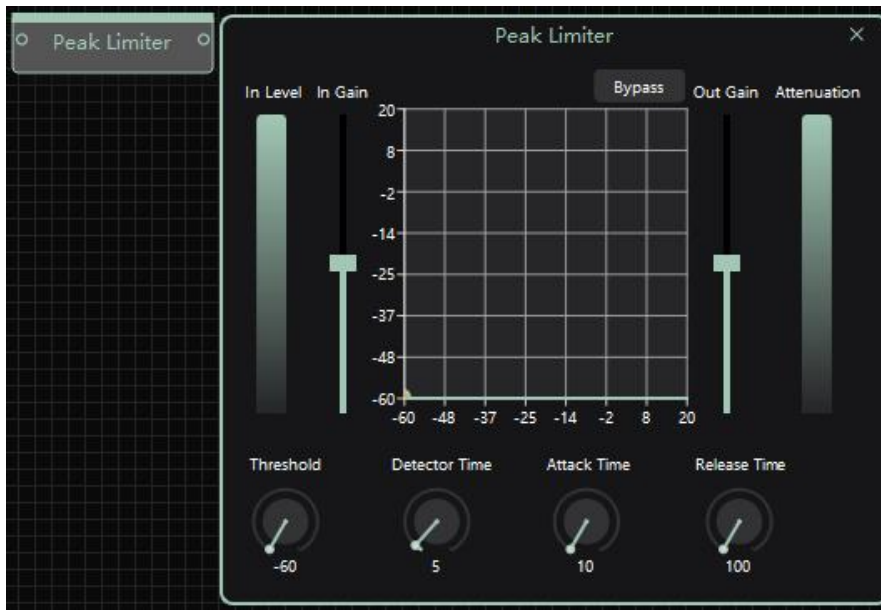 Peak Limiter
Peak Limiter
Bypass
In Level In Gain Out Gain Attenuation
20
8
-2
-14
-25
-37
-48
-60
-60 -48 -37 -25 -14 -2 8 20
Threshold Detector Time Attack Time Release Time
-60 5 10 100